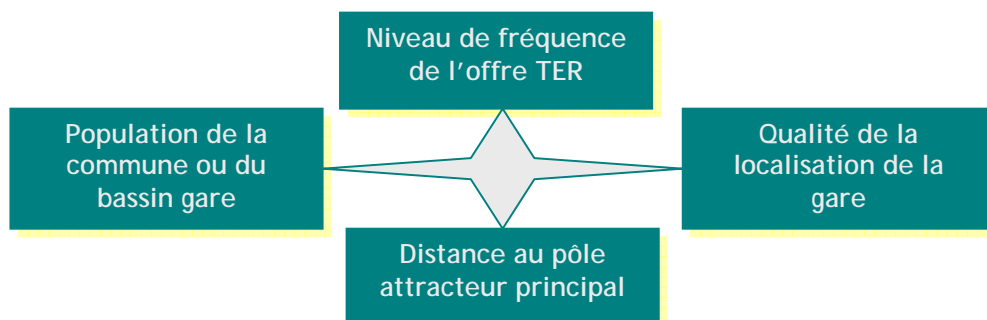 Niveau de fréquence
de l’offre TER
Population de la
commune ou du
bassin gare
Qualité de la
localisation de la
gare
Distance au pôle
attracteur principal